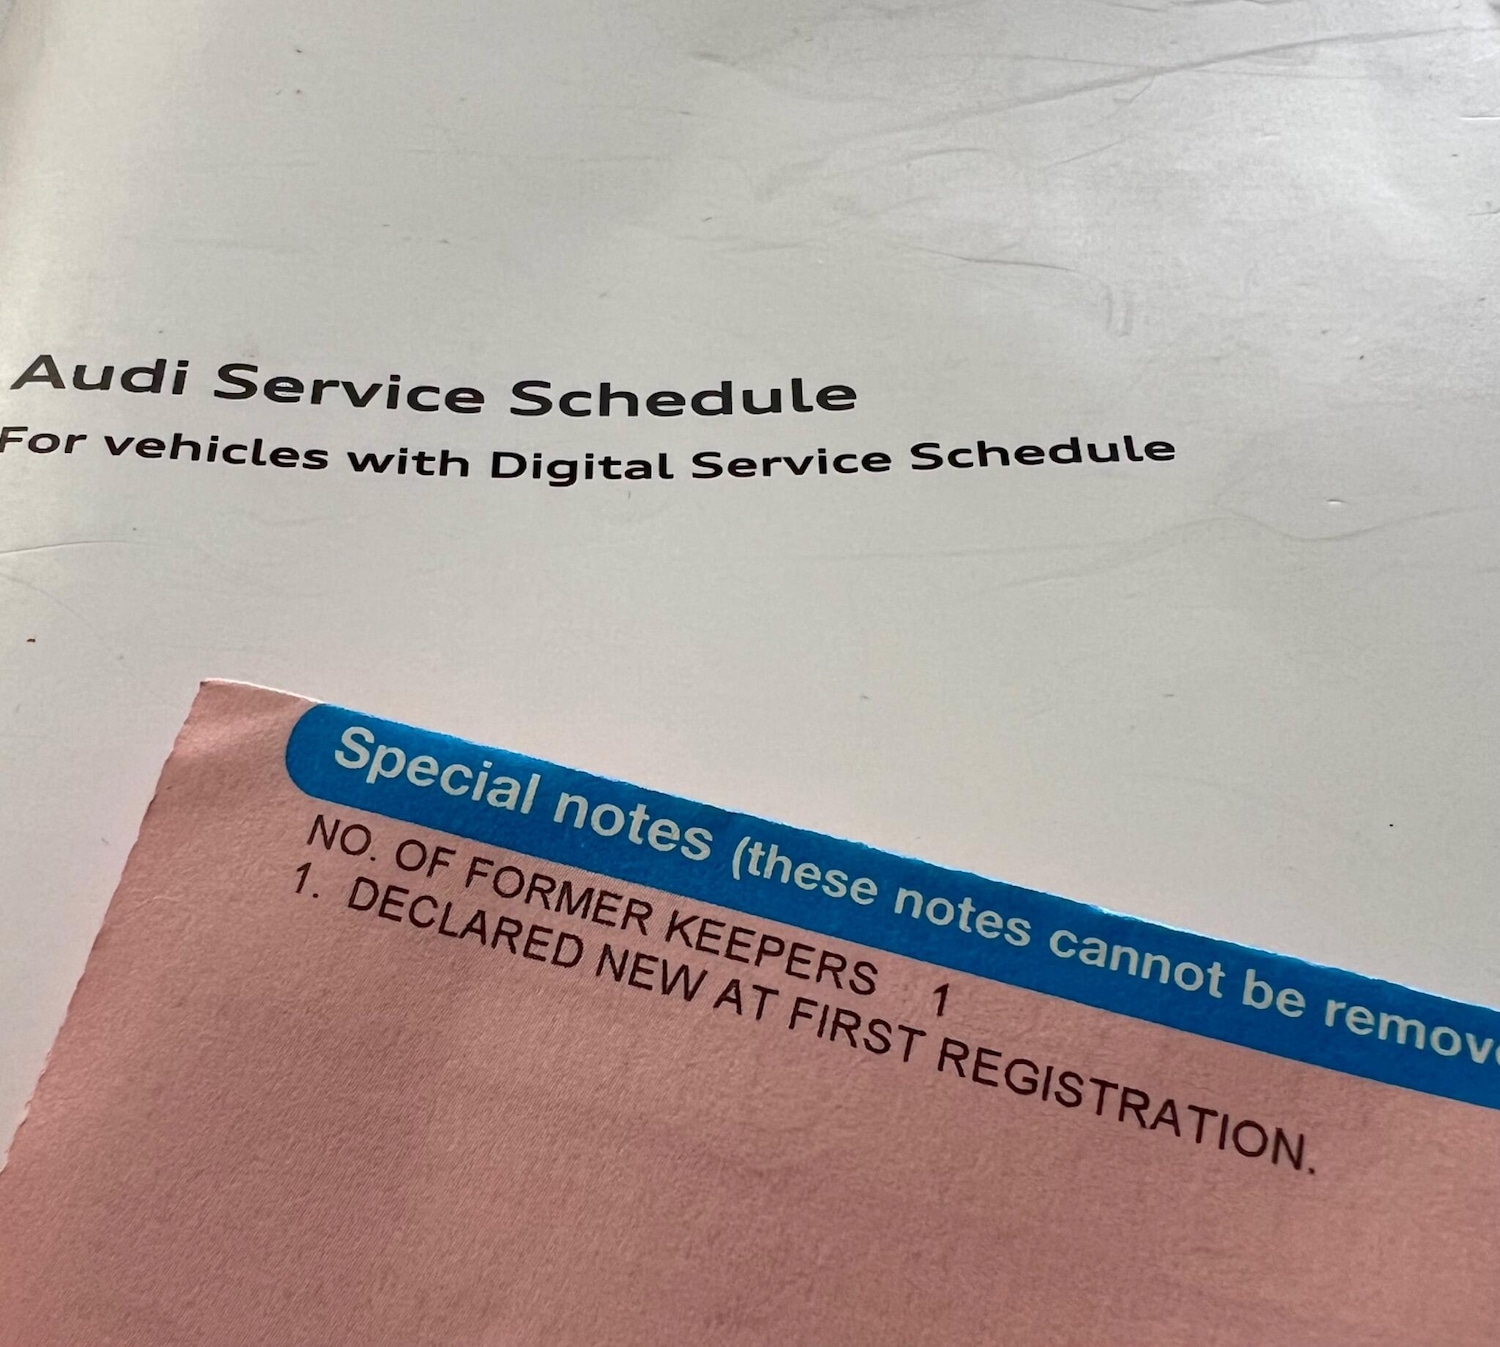 Audi Service Schedule
For vehicles with Digital Service Schedule
Special notes (these notes cannot be
NO. OF FORMER KEEPERS 1
1. DECLARED NEW AT FIRST REGISTRATION.